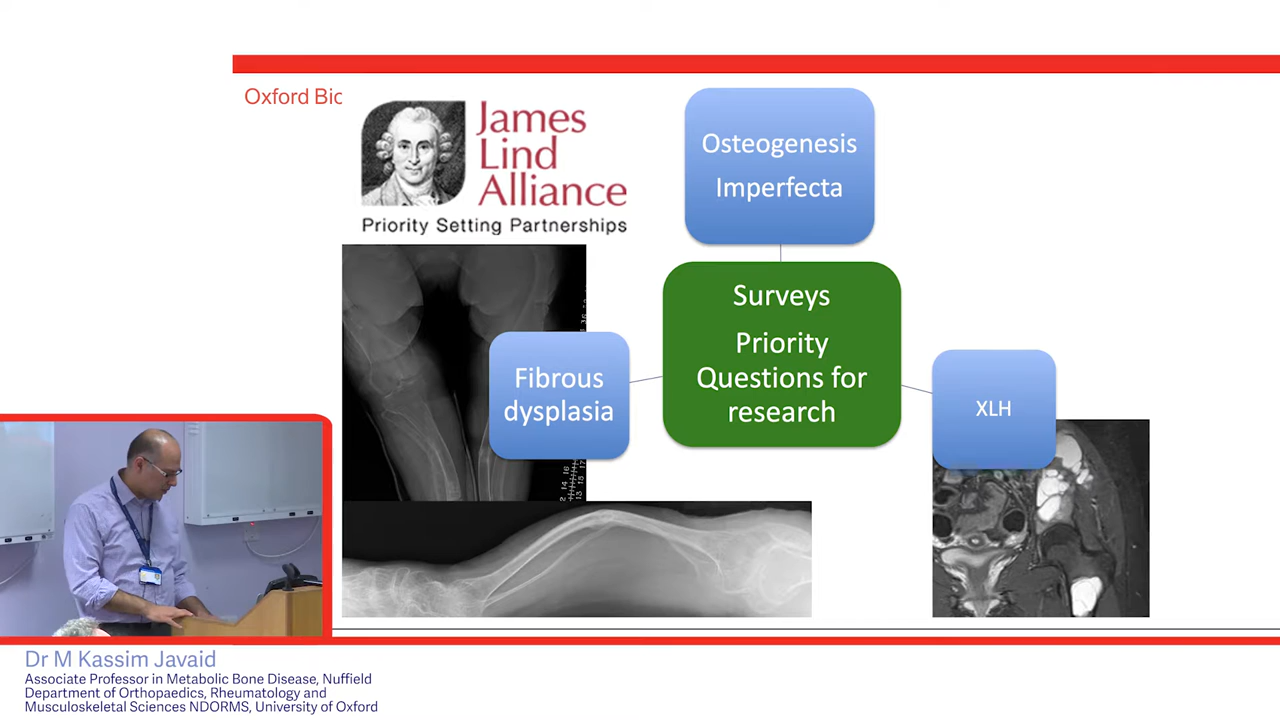 Oxford Bio
James
Lind
Alliance
Priority Setting Partnerships
Osteogenesis
Imperfecta
Surveys
Priority
Questions for
research
Fibrous
dysplasia
XLH
Dr M Kassim Javaid
Associate Professor in Metabolic Bone Disease, Nuffield
Department of Orthopaedics, Rheumatology and
Musculoskeletal Sciences NDORMS, University of Oxford